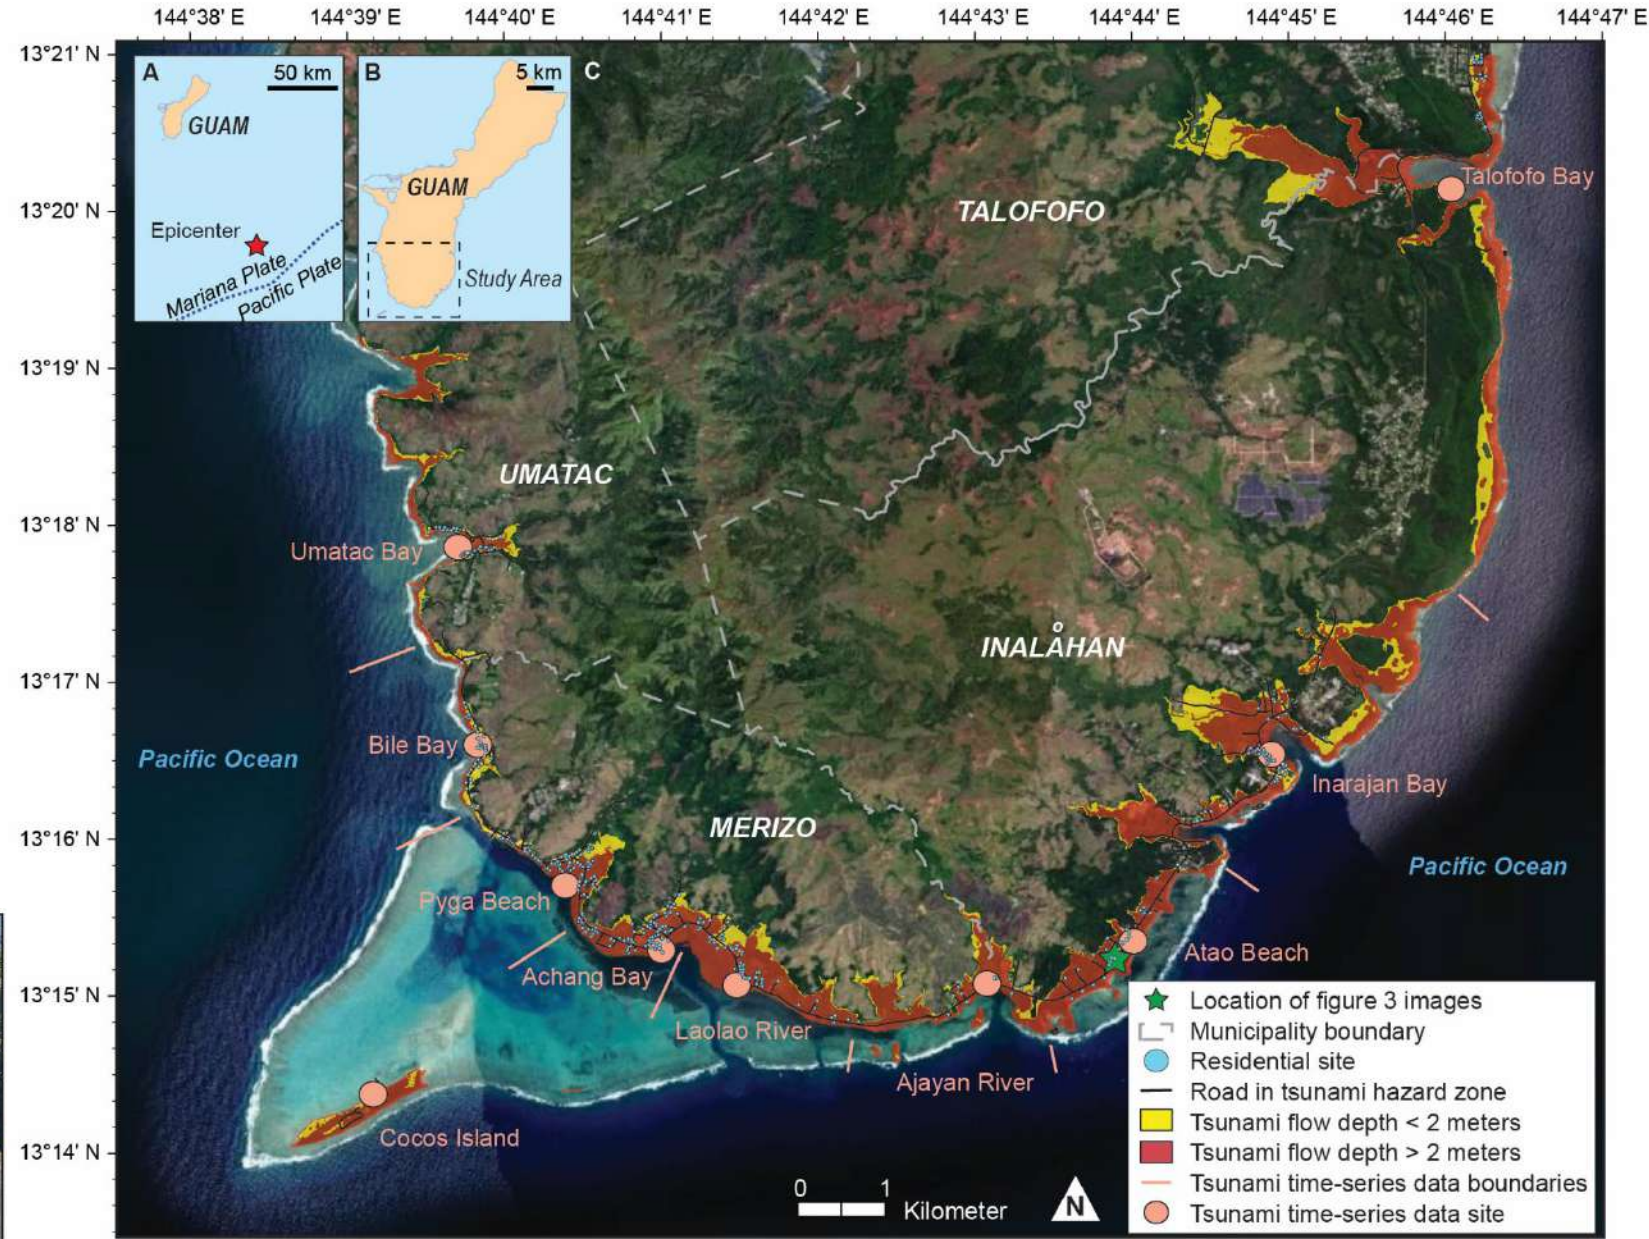 144°38' E 144°39' E 144°40' E 144°41' E 144°42' E 144°43' E 144°44' E 144°45' E 144°46' E 144°47' E
13°21' N
13°20' N
13°19' N
13°18' N
13°17' N
13°16' N
13°15' N
13°14' N
A
50 km
GUAM
Epicenter
Mariana Plate
Pacific Plate
B
5 km
GUAM
Study Area
C
TALOFOFO
Talofofo Bay
UMATAC
Umatac Bay
INALÅHAN
Bile Bay
Pacific Ocean
Inarajan Bay
MERIZO
Pacific Ocean
Pyga Beach
Achang Bay
Atao Beach
Laolao River
Ajayan River
Cocos Island
0 1
Kilometer
N
Location of figure 3 images
Municipality boundary
Residential site
Road in tsunami hazard zone
Tsunami flow depth < 2 meters
Tsunami flow depth > 2 meters
Tsunami time-series data boundaries
Tsunami time-series data site